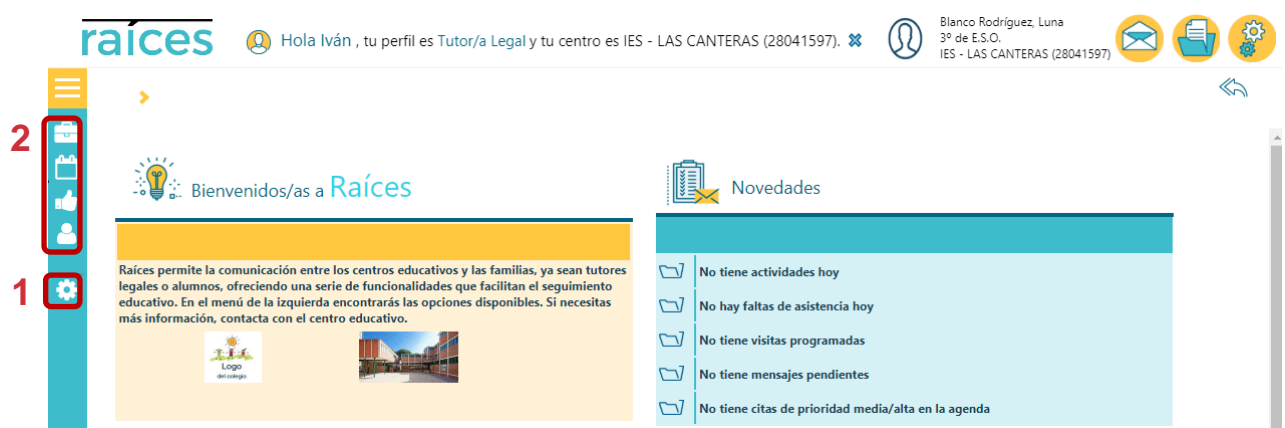 raíces
Hola Iván , tu perfil es Tutor/a Legal y tu centro es IES - LAS CANTERAS (28041597).
Blanco Rodríguez, Luna
3º de E.S.O.
IES - LAS CANTERAS (28041597)
2
1
Bienvenidos/as a Raíces
Raíces permite la comunicación entre los centros educativos y las familias, ya sean tutores
legales o alumnos, ofreciendo una serie de funcionalidades que facilitan el seguimiento
educativo. En el menú de la izquierda encontrarás las opciones disponibles. Si necesitas
más información, contacta con el centro educativo.
Logo
del colegio
Novedades
No tiene actividades hoy
No hay faltas de asistencia hoy
No tiene visitas programadas
No tiene mensajes pendientes
No tiene citas de prioridad media/alta en la agenda